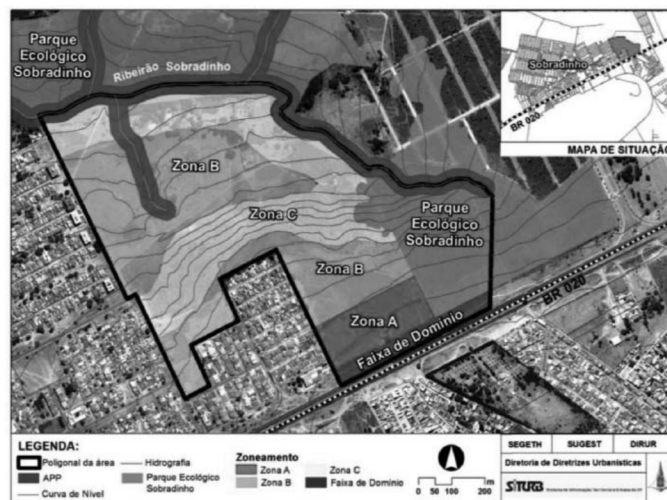 Parque
Ecológico
Sobradinho
Ribeirão Sobradinho
Sobradinho
BR 020
MAPA DE SITUAÇÃO
Zona B
Zona C
Parque
Ecológico
Sobradinho
Zona B
Zona A
Faixa de Domínio
BR 020
LEGENDA:
Poligonal da área
APP
Curva de Nível
Hidrografia
Parque Ecológico
Sobradinho
Zoneamento
Zona A
Zona B
Zona C
Faixa de Domínio
0 50 100 200
m
SEGETH SUGEST DIRUR
Diretoria de Diretrizes Urbanísticas
SITURB